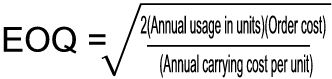 EOQ = √ 2(Annual usage in units)(Order cost)
(Annual carrying cost per unit)